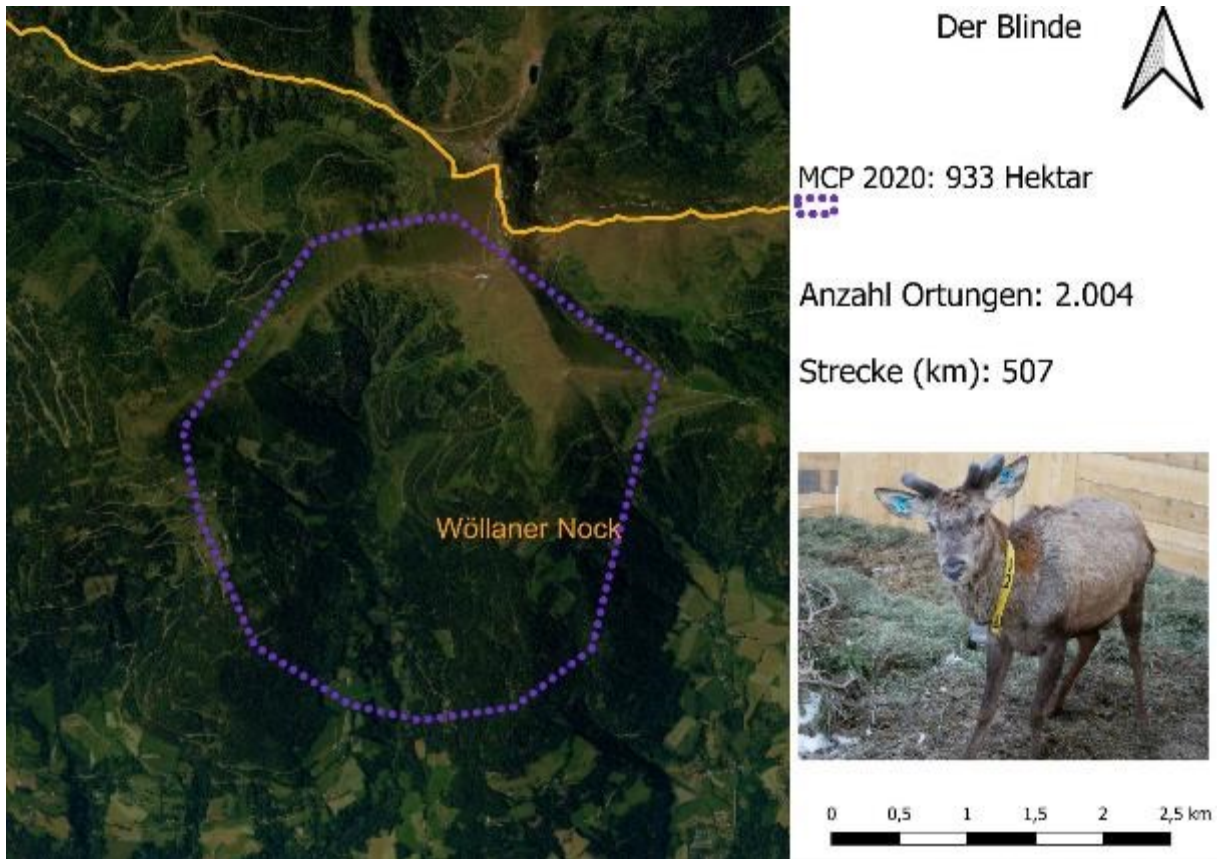 Der Blinde
MCP 2020: 933 Hektar
Anzahl Ortungen: 2.004
Strecke (km): 507
Wöllaner Nock
0 0,5 1 1,5 2 2,5 km